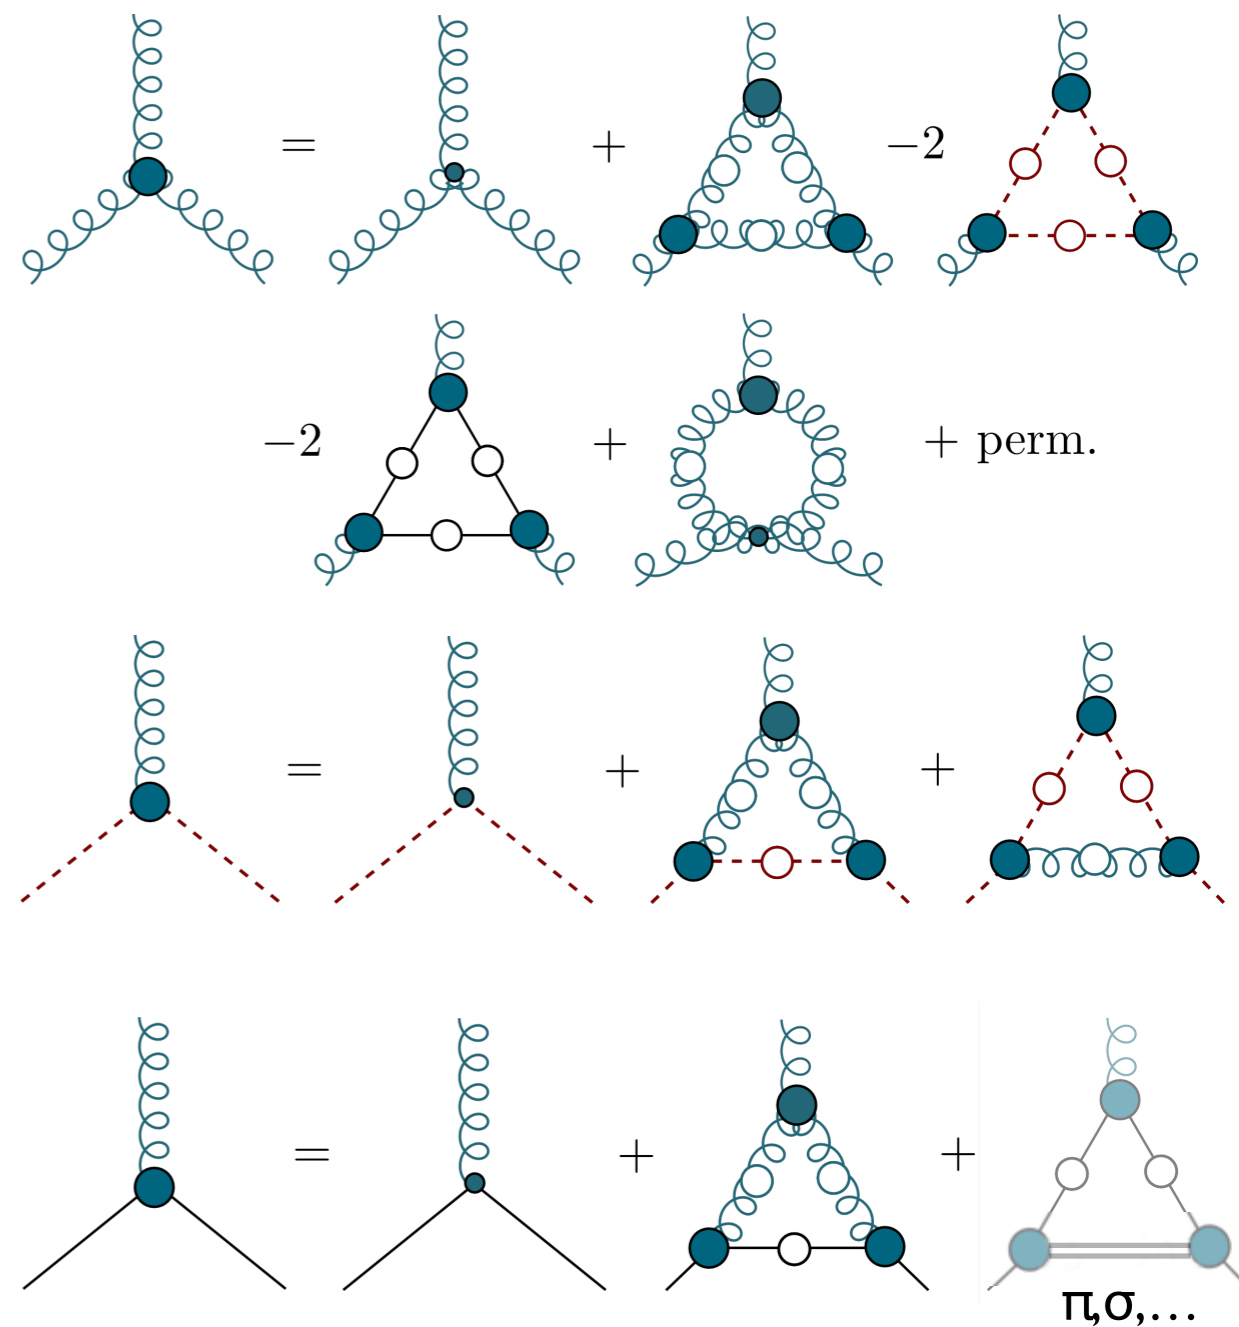 = + −2
−2 + + perm.
= + +
= + +
π,σ,…